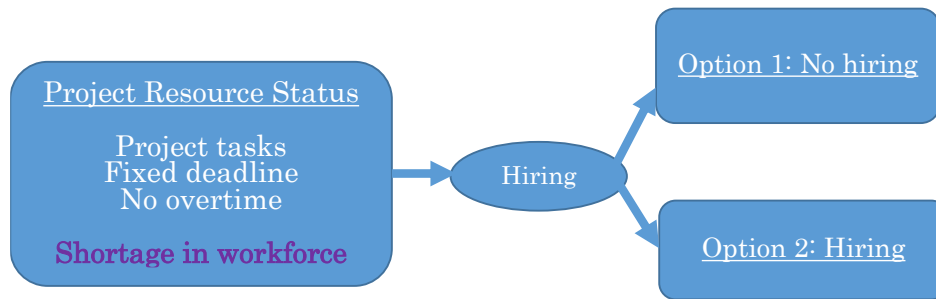 Project Resource Status
Project tasks
Fixed deadline
No overtime
Shortage in workforce
Hiring
Option 1: No hiring
Option 2: Hiring